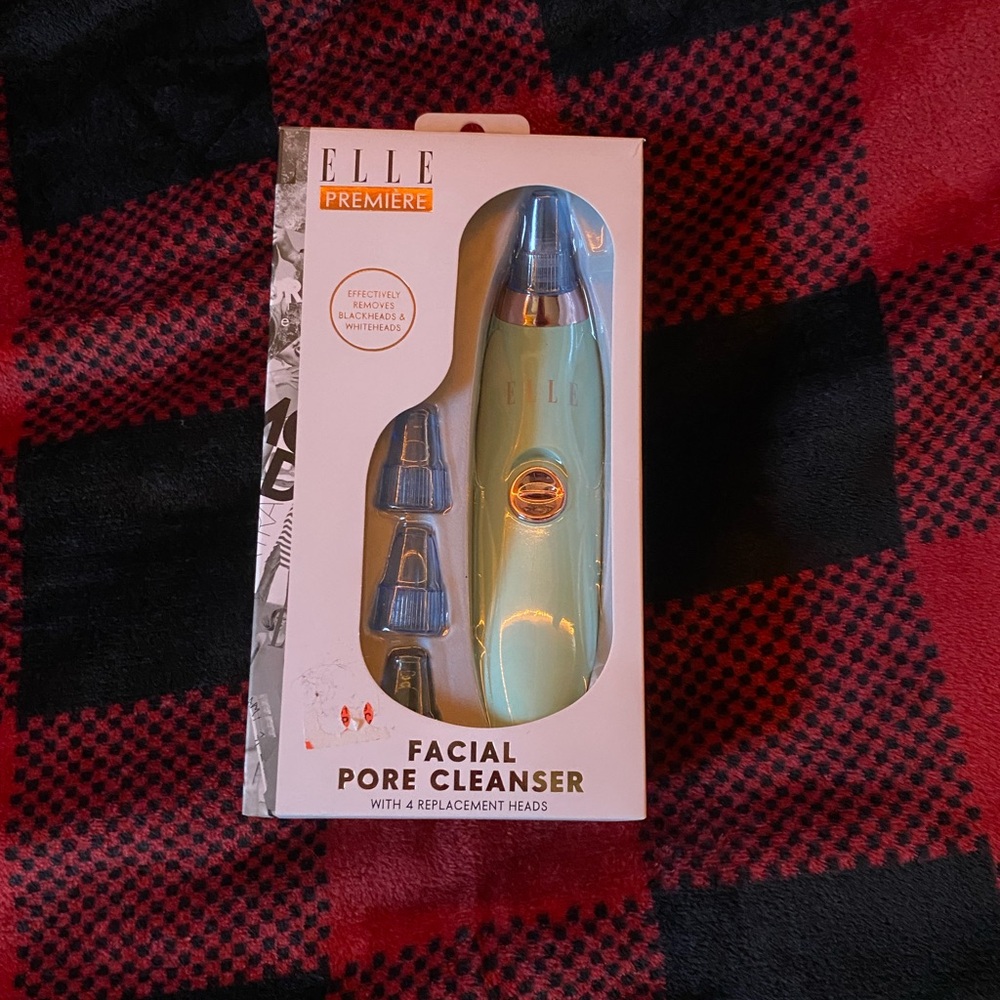 ELLE
PREMIÈRE
EFFECTIVELY
REMOVES
BLACKHEADS &
WHITEHEADS
ELLE
FACIAL
PORE CLEANSER
WITH 4 REPLACEMENT HEADS